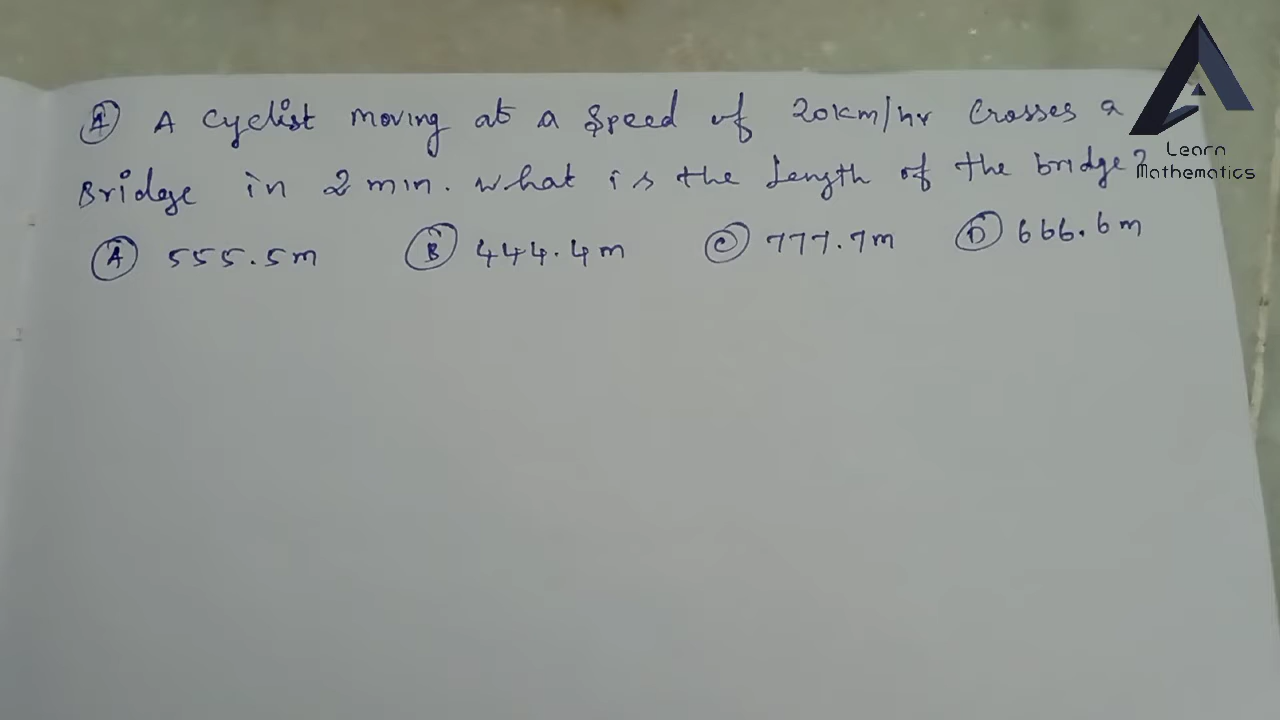 A cyclist moving at a speed of 20km/hr Crosses a
Bridge in 2 min. what is the Length of the bridge?
A 555.5m B 444.4m C 777.7m D 666.6m
Learn
Mathematics